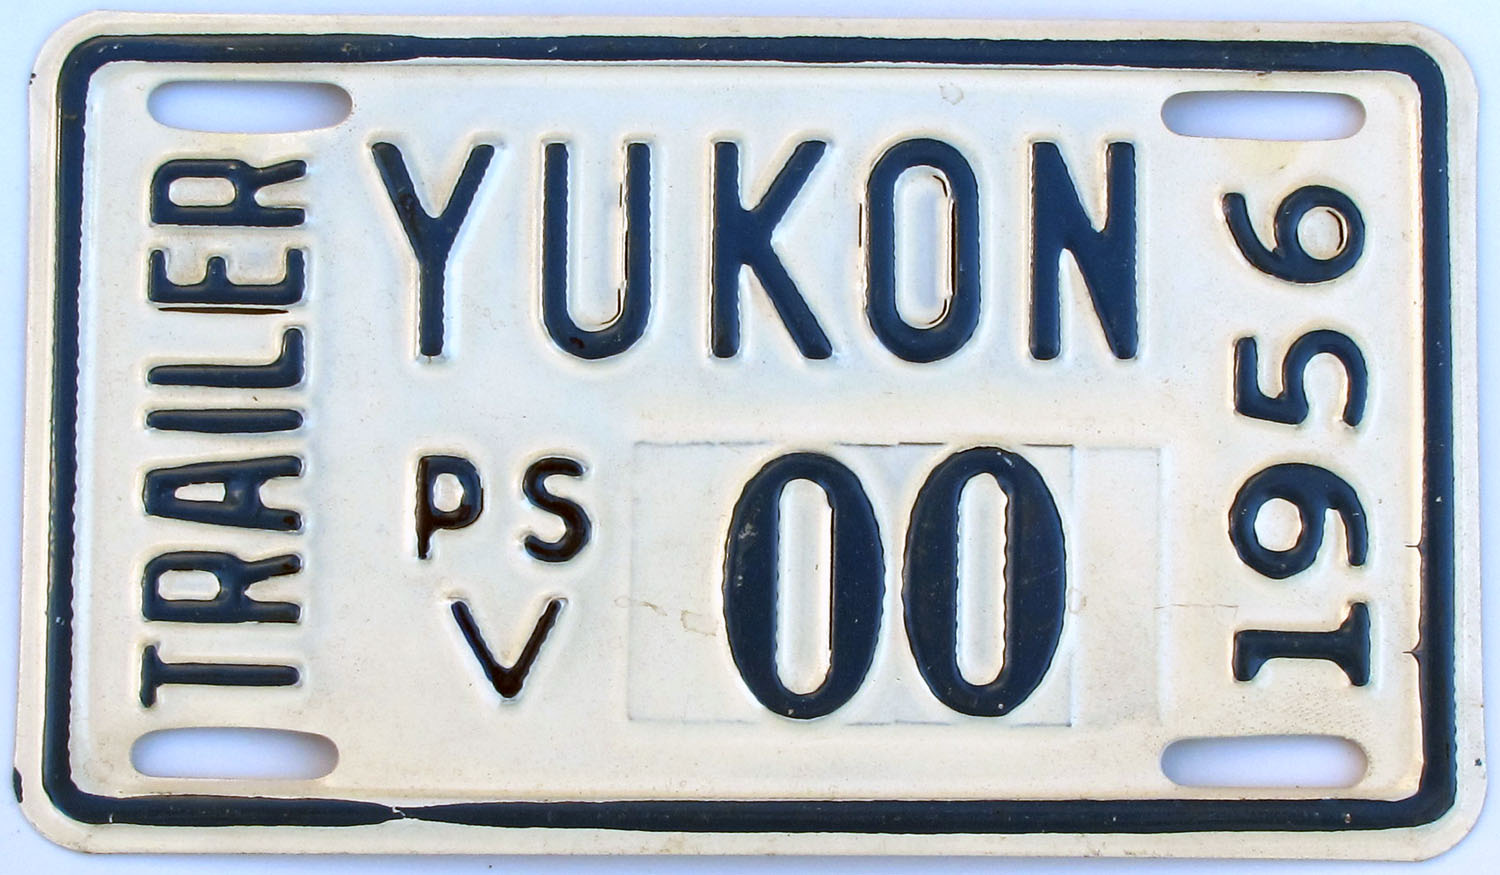 TRAILER
YUKON
PS
V
00
1956